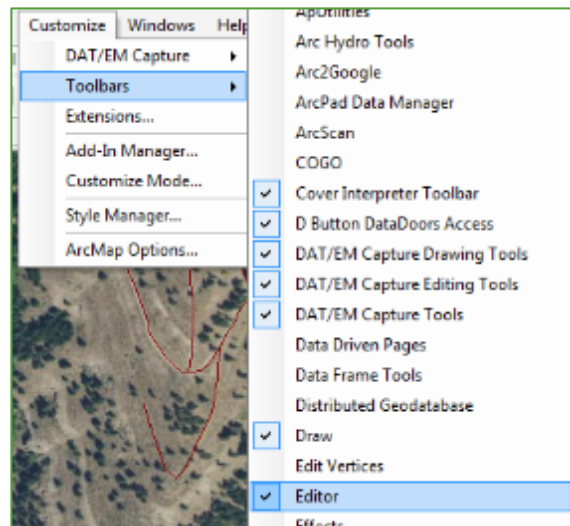 Customize Windows Help
DAT/EM Capture
Toolbars
Extensions...
Add-In Manager...
Customize Mode...
Style Manager...
ArcMap Options...
ApUtilities
Arc Hydro Tools
Arc2Google
ArcPad Data Manager
ArcScan
COGO
Cover Interpreter Toolbar
D Button DataDoors Access
DAT/EM Capture Drawing Tools
DAT/EM Capture Editing Tools
DAT/EM Capture Tools
Data Driven Pages
Data Frame Tools
Distributed Geodatabase
Draw
Edit Vertices
Editor
Effects